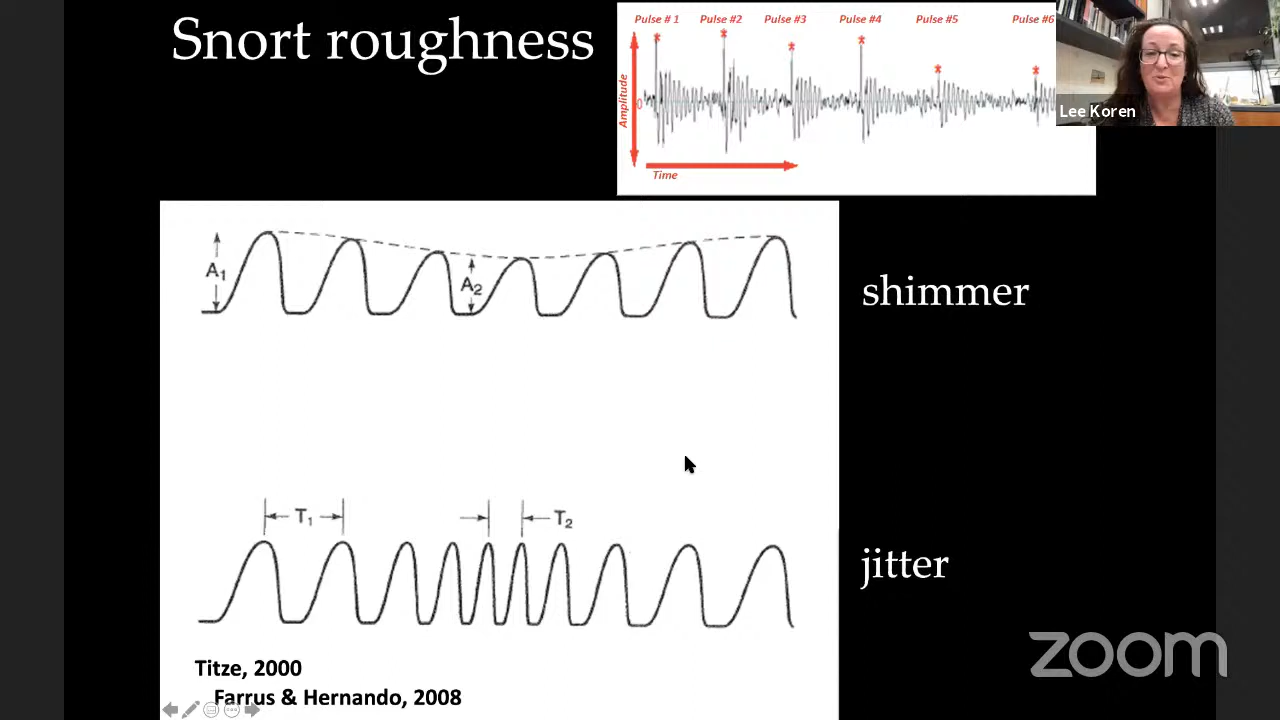 Snort roughness
Pulse # 1 Pulse #2 Pulse #3 Pulse #4 Pulse #5 Pulse #6
Amplitude
0
Time
Lee Koren
A1
A2
shimmer
T1
T2
jitter
Titze, 2000
Farrus & Hernando, 2008
zoom